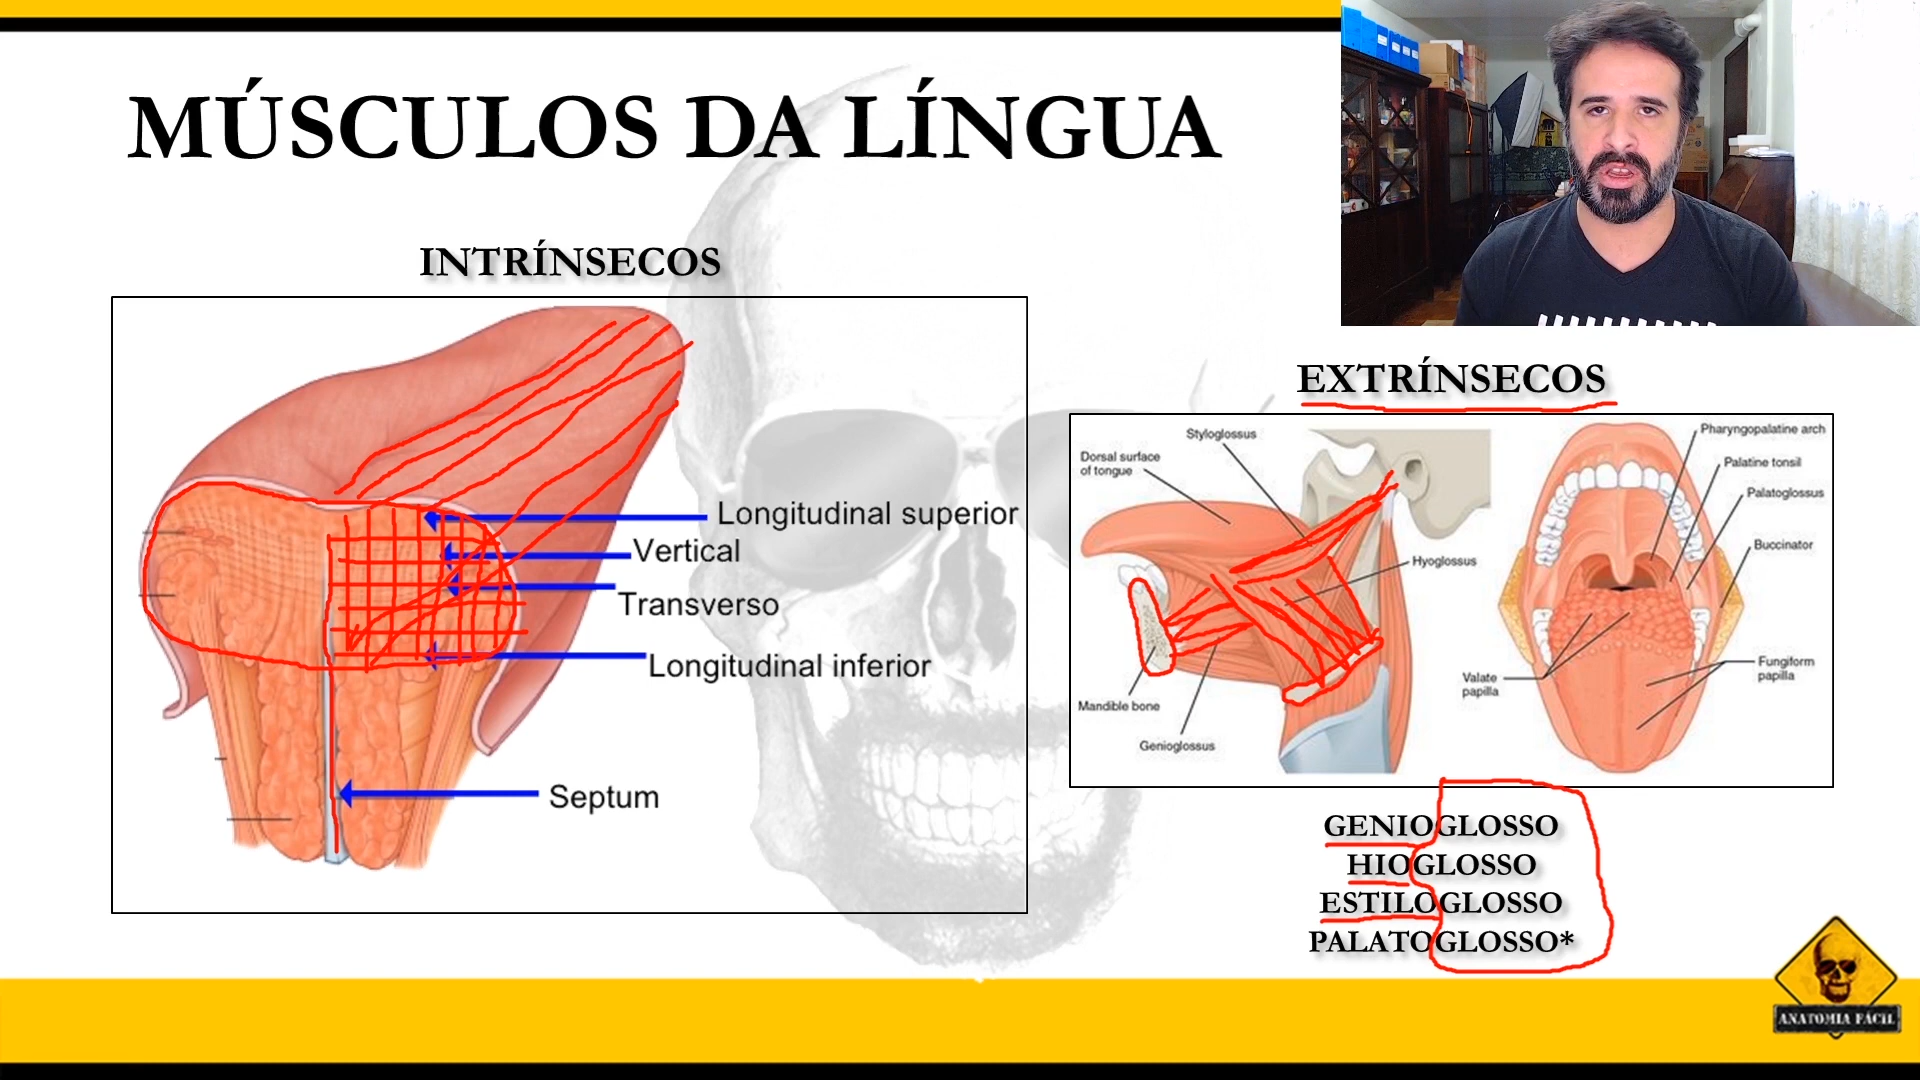 MÚSCULOS DA LÍNGUA
INTRÍNSECOS
Longitudinal superior
Vertical
Transverso
Longitudinal inferior
Septum
EXTRÍNSECOS
Styloglossus
Dorsal surface
of tongue
Hyoglossus
Mandible bone
Genioglossus
Pharyngopalatine arch
Palatine tonsil
Palatoglossus
Buccinator
Valate
papilla
Fungiform
papilla
GENIOGLOSSO
HIOGLOSSO
ESTILOGLOSSO
PALATOGLOSSO*
ANATOMIA FÁCIL